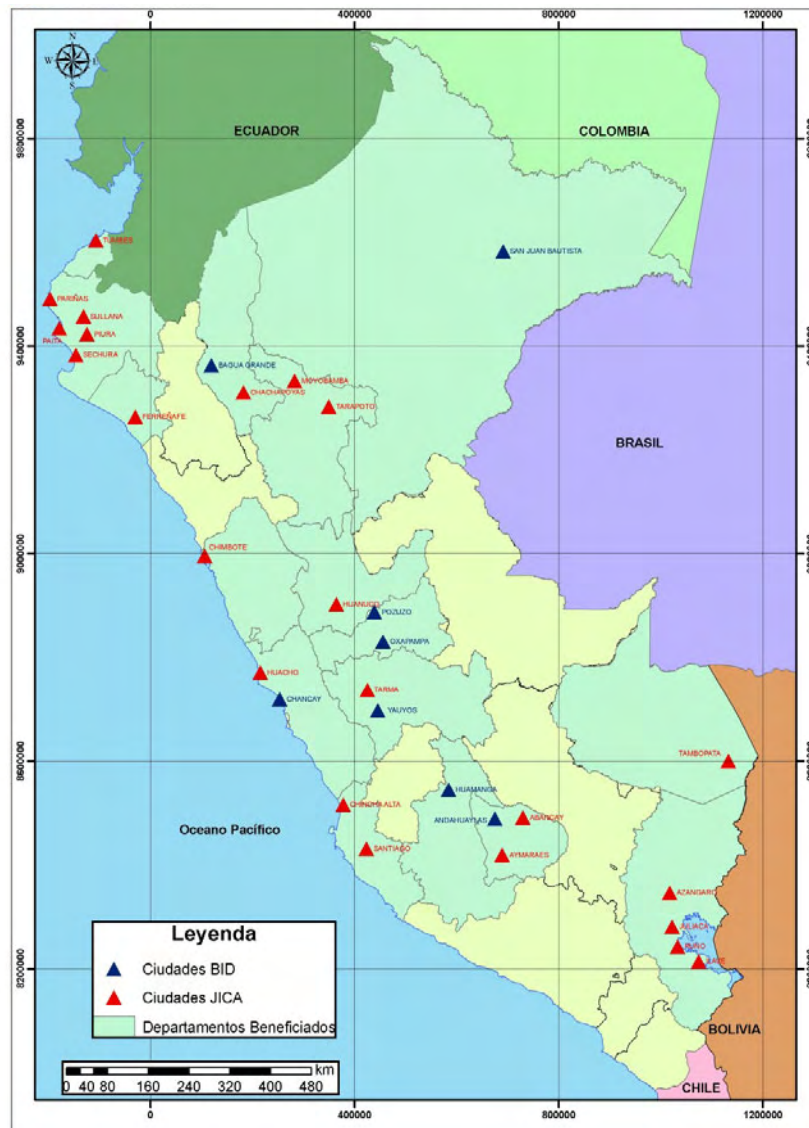 0 400000 800000 1200000
N
W E
S
ECUADOR
COLOMBIA
9800000
TUMBES
SAN JUAN BAUTISTA
PARIÑAS
SULLANA
PAITA
PIURA
9400000
SECHURA
BAGUA GRANDE
MOYOBAMBA
CHACHAPOYAS
TARAPOTO
FERREÑAFE
BRASIL
9000000
CHIMBOTE
HUANUCO
POZUZO
OXAPAMPA
HUACHO
TARMA
CHANCAY
YAUYOS
8600000
TAMBOPATA
HUAMANGA
CHINCHA ALTA
ANDAHUAYLAS
ABANCAY
Oceano Pacífico
SANTIAGO
AYMARAES
AZANGARO
JULIACA
PUNO
ILAVE
8200000
Leyenda
Ciudades BID
Ciudades JICA
Departamentos Beneficiados
BOLIVIA
km
0 40 80 160 240 320 400 480
CHILE
0 400000 800000 1200000